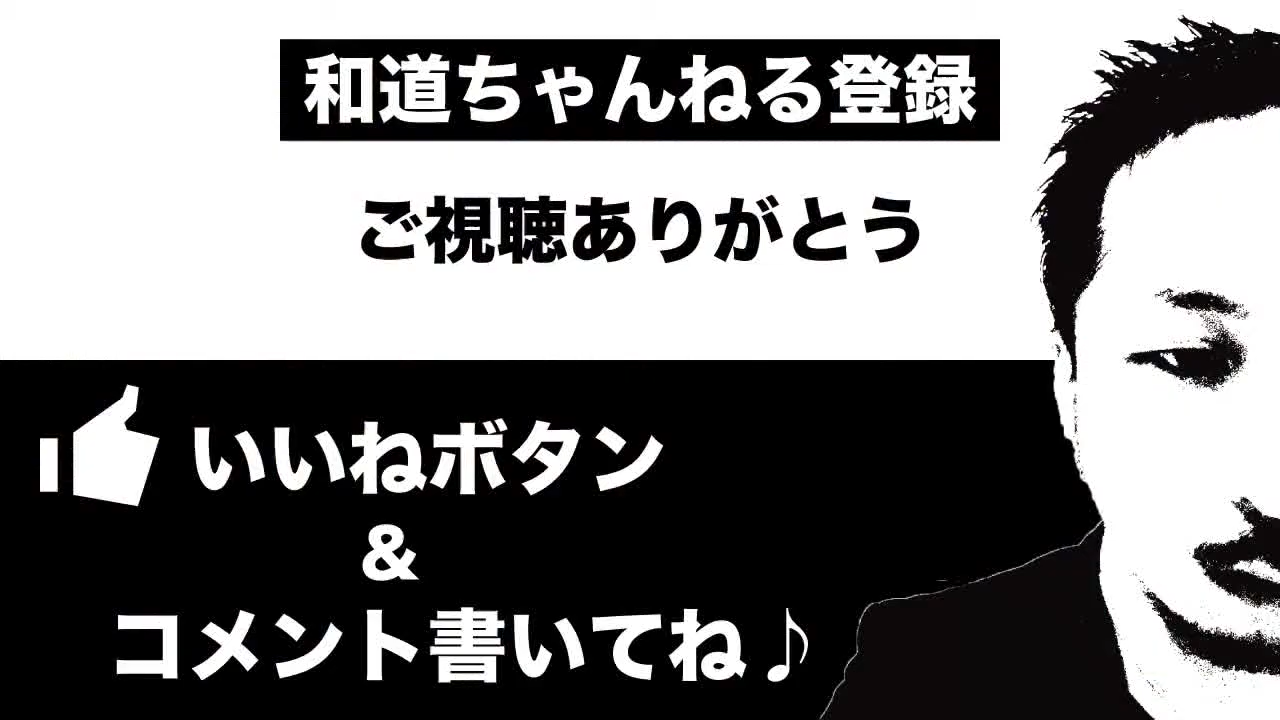 和道ちゃんねる登録
ご視聴ありがとう
いいねボタン
&
コメント書いてね♪